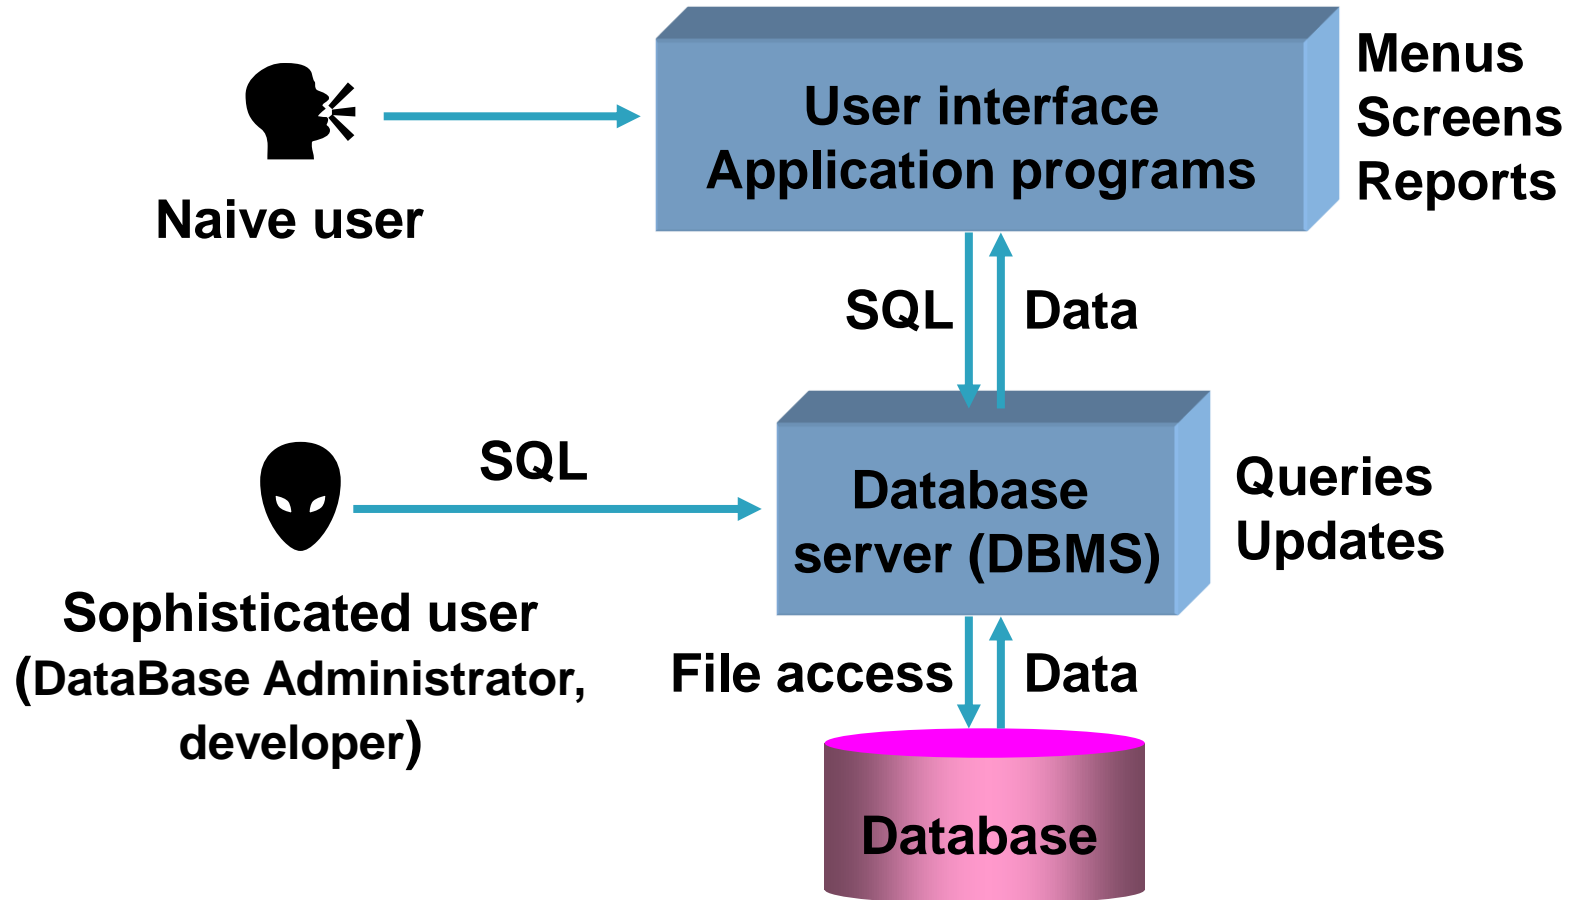 User interface
Application programs
Menus
Screens
Reports
Naive user
SQL
Data
SQL
Database
server (DBMS)
Queries
Updates
Sophisticated user
(DataBase Administrator,
developer)
File access
Data
Database